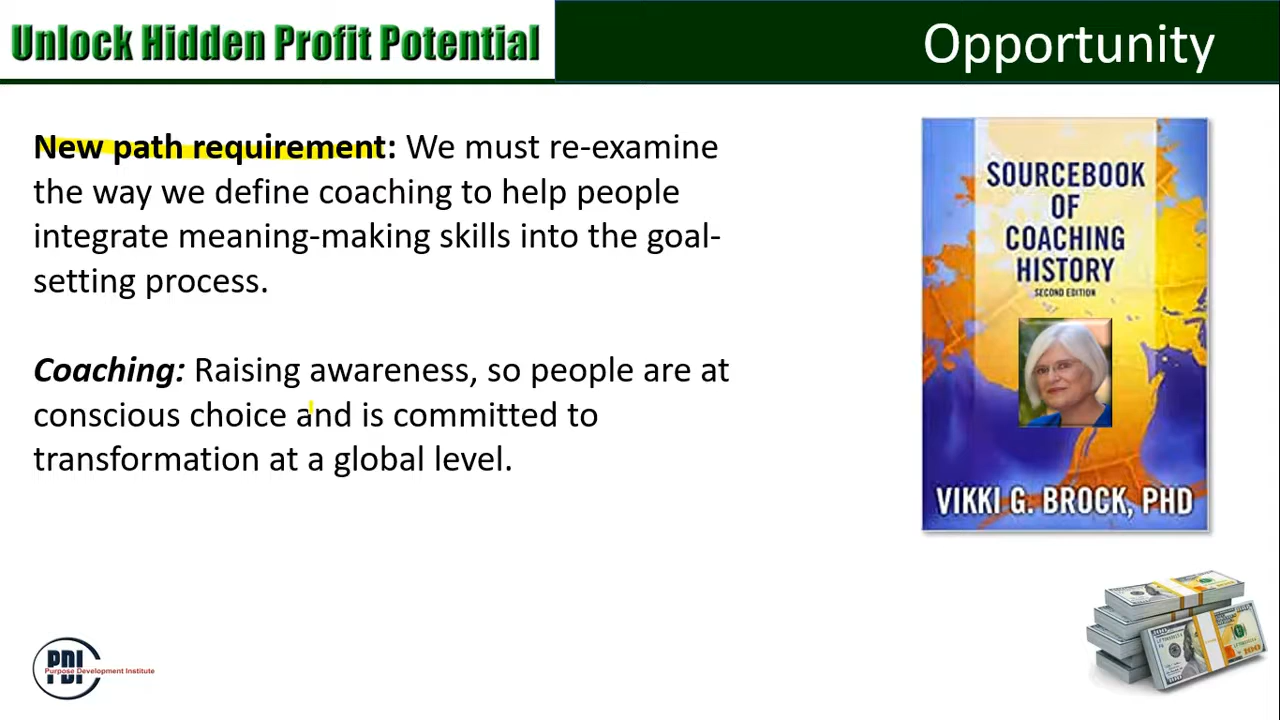 Unlock Hidden Profit Potential
Opportunity
New path requirement: We must re-examine
the way we define coaching to help people
integrate meaning-making skills into the goal-
setting process.
Coaching: Raising awareness, so people are at
conscious choice and is committed to
transformation at a global level.
SOURCEBOOK
OF
COACHING
HISTORY
SECOND EDITION
VIKKI G. BROCK, PHD
PDI
Purpose Development Institute
100